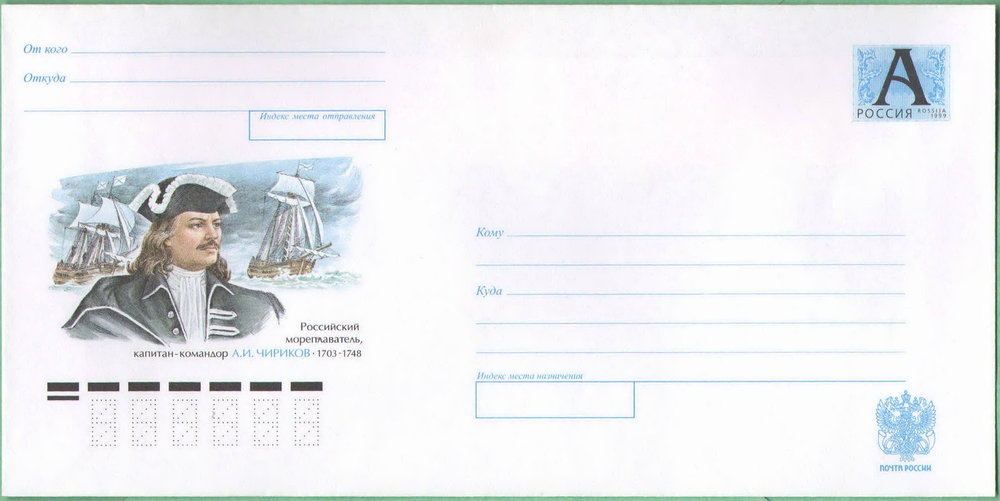 От кого
Откуда
Индекс места отправления
А
РОССИЯ
ROSSIJA
1999
Российский
мореплаватель,
капитан-командор А.И. ЧИРИКОВ · 1703-1748
Кому
Куда
Индекс места назначения
ПОЧТА РОССИИ